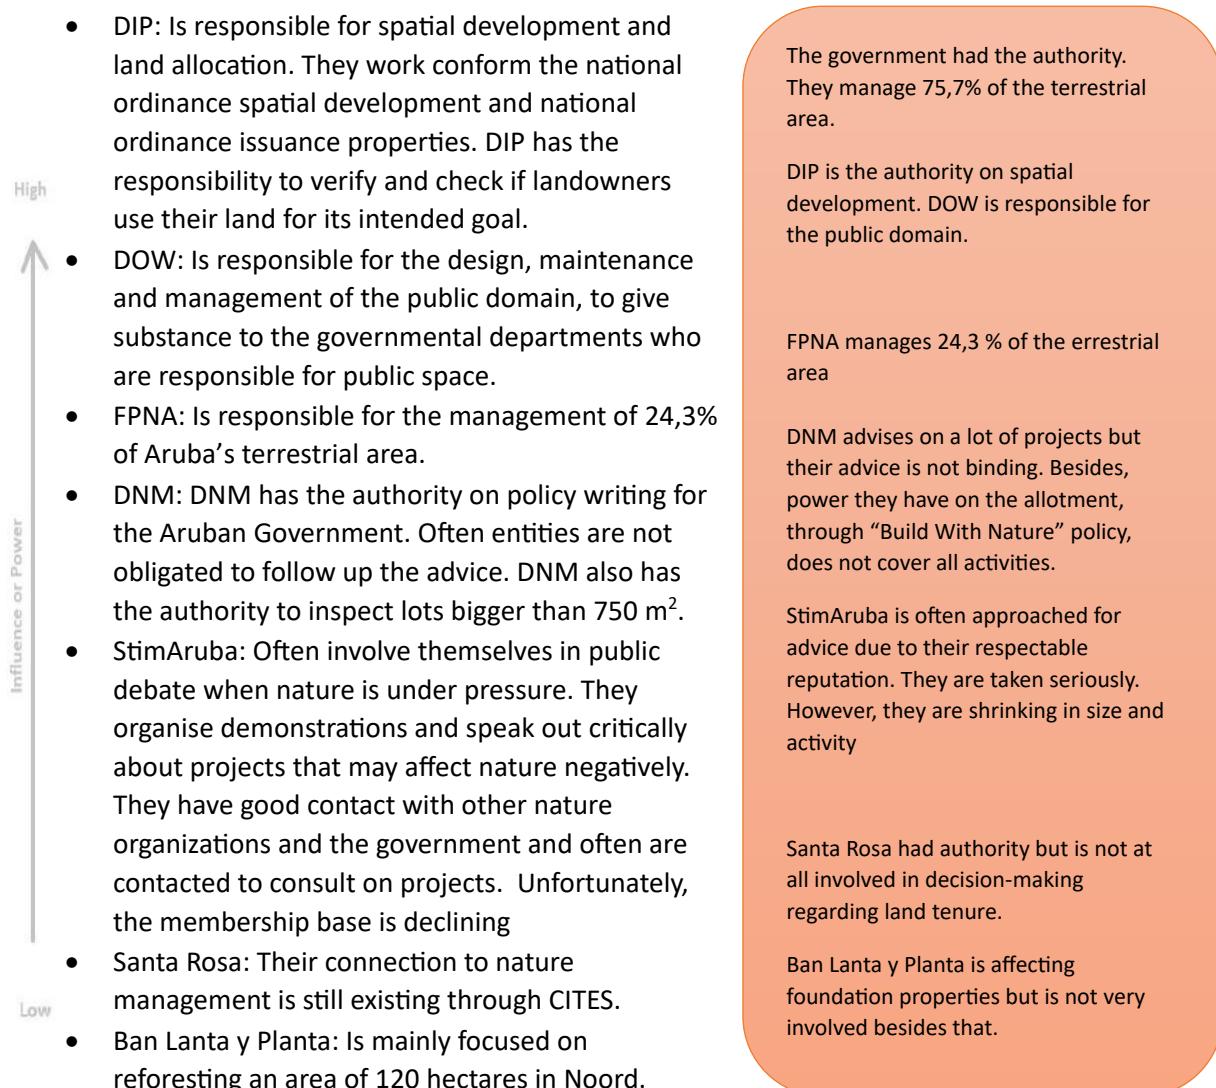 • DIP: Is responsible for spatial development and
land allocation. They work conform the national
ordinance spatial development and national
ordinance issuance properties. DIP has the
responsibility to verify and check if landowners
use their land for its intended goal.
• DOW: Is responsible for the design, maintenance
and management of the public domain, to give
substance to the governmental departments who
are responsible for public space.
• FPNA: Is responsible for the management of 24,3%
of Aruba’s terrestrial area.
• DNM: DNM has the authority on policy writing for
the Aruban Government. Often entities are not
obligated to follow up the advice. DNM also has
the authority to inspect lots bigger than 750 m².
• StimAruba: Often involve themselves in public
debate when nature is under pressure. They
organise demonstrations and speak out critically
about projects that may affect nature negatively.
They have good contact with other nature
organizations and the government and often are
contacted to consult on projects.  Unfortunately,
the membership base is declining
• Santa Rosa: Their connection to nature
management is still existing through CITES.
• Ban Lanta y Planta: Is mainly focused on
reforesting an area of 120 hectares in Noord.
High
Influence or Power
Low
The government had the authority.
They manage 75,7% of the terrestrial
area.
DIP is the authority on spatial
development. DOW is responsible for
the public domain.
FPNA manages 24,3 % of the errestrial
area
DNM advises on a lot of projects but
their advice is not binding. Besides,
power they have on the allotment,
through “Build With Nature” policy,
does not cover all activities.
StimAruba is often approached for
advice due to their respectable
reputation. They are taken seriously.
However, they are shrinking in size and
activity
Santa Rosa had authority but is not at
all involved in decision-making
regarding land tenure.
Ban Lanta y Planta is affecting
foundation properties but is not very
involved besides that.